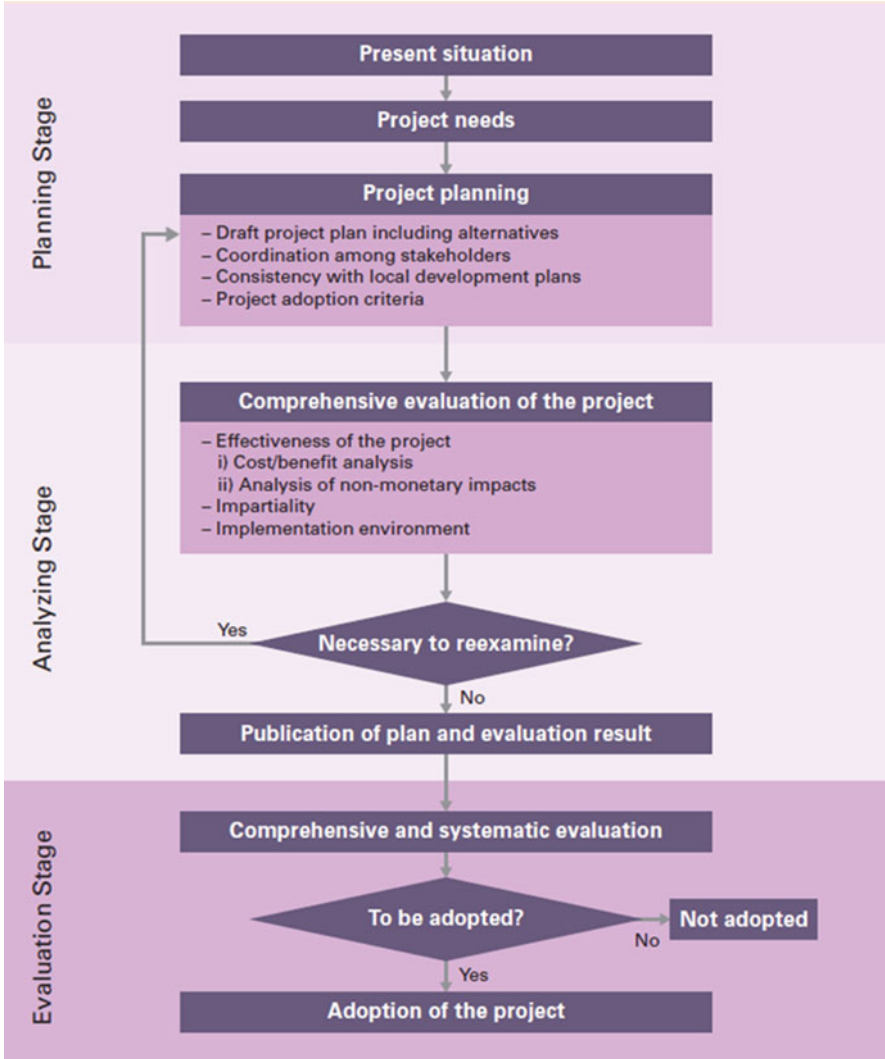 Planning Stage
Present situation
Project needs
Project planning
– Draft project plan including alternatives
– Coordination among stakeholders
– Consistency with local development plans
– Project adoption criteria
Analyzing Stage
Comprehensive evaluation of the project
– Effectiveness of the project
i) Cost/benefit analysis
ii) Analysis of non-monetary impacts
– Impartiality
– Implementation environment
Yes
Necessary to reexamine?
No
Publication of plan and evaluation result
Evaluation Stage
Comprehensive and systematic evaluation
To be adopted?
No
Not adopted
Yes
Adoption of the project